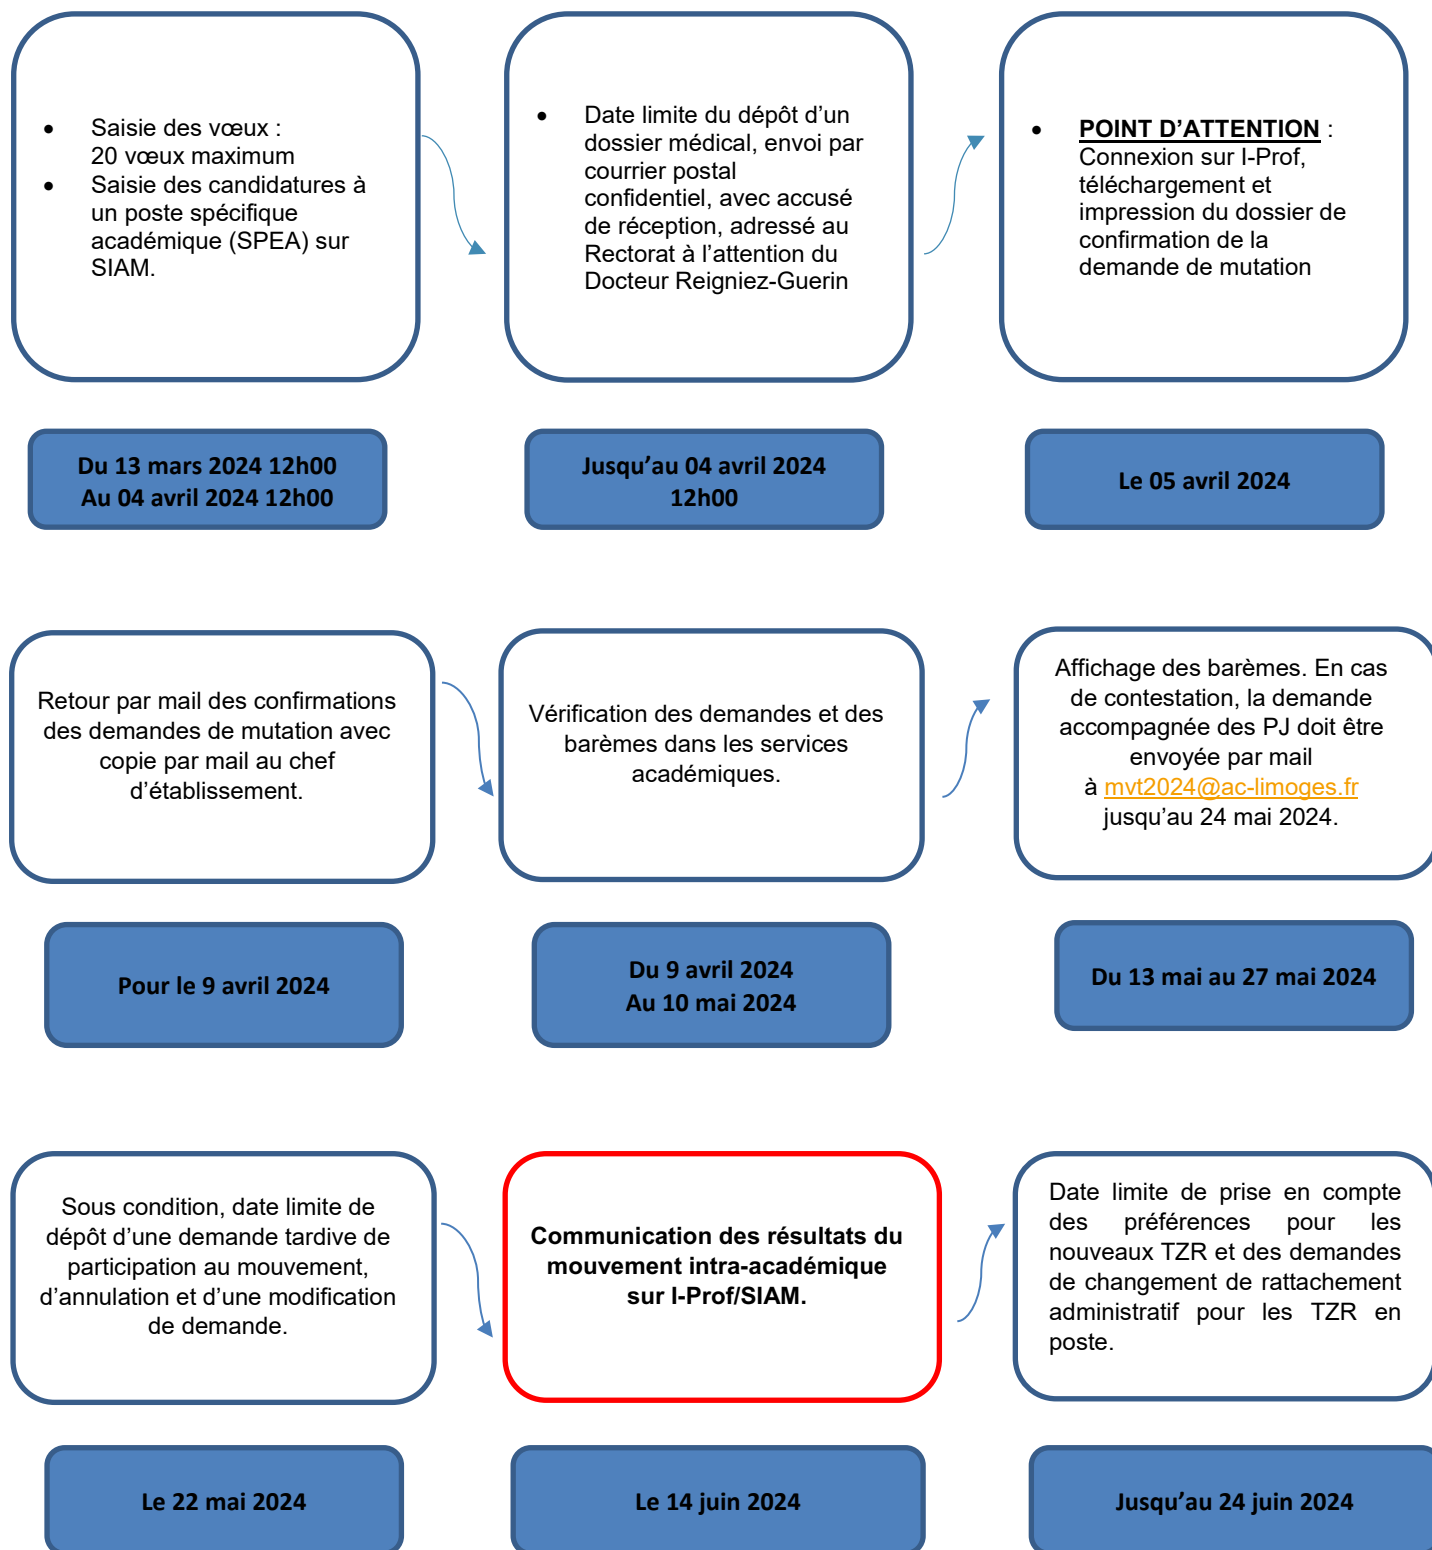 • Saisie des vœux :
20 vœux maximum
• Saisie des candidatures à
un poste spécifique
académique (SPEA) sur
SIAM.
• Date limite du dépôt d’un
dossier médical, envoi par
courrier postal
confidentiel, avec accusé
de réception, adressé au
Rectorat à l’attention du
Docteur Reigniez-Guerin
• POINT D’ATTENTION :
Connexion sur I-Prof,
téléchargement et
impression du dossier de
confirmation de la
demande de mutation
Du 13 mars 2024 12h00
Au 04 avril 2024 12h00
Jusqu’au 04 avril 2024
12h00
Le 05 avril 2024
Retour par mail des confirmations
des demandes de mutation avec
copie par mail au chef
d’établissement.
Vérification des demandes et des
barèmes dans les services
académiques.
Affichage des barèmes. En cas
de contestation, la demande
accompagnée des PJ doit être
envoyée par mail
à mvt2024@ac-limoges.fr
jusqu’au 24 mai 2024.
Pour le 9 avril 2024
Du 9 avril 2024
Au 10 mai 2024
Du 13 mai au 27 mai 2024
Sous condition, date limite de
dépôt d’une demande tardive de
participation au mouvement,
d’annulation et d’une modification
de demande.
Communication des résultats du
mouvement intra-académique
sur I-Prof/SIAM.
Date limite de prise en compte
des préférences pour les
nouveaux TZR et des demandes
de changement de rattachement
administratif pour les TZR en
poste.
Le 22 mai 2024
Le 14 juin 2024
Jusqu’au 24 juin 2024